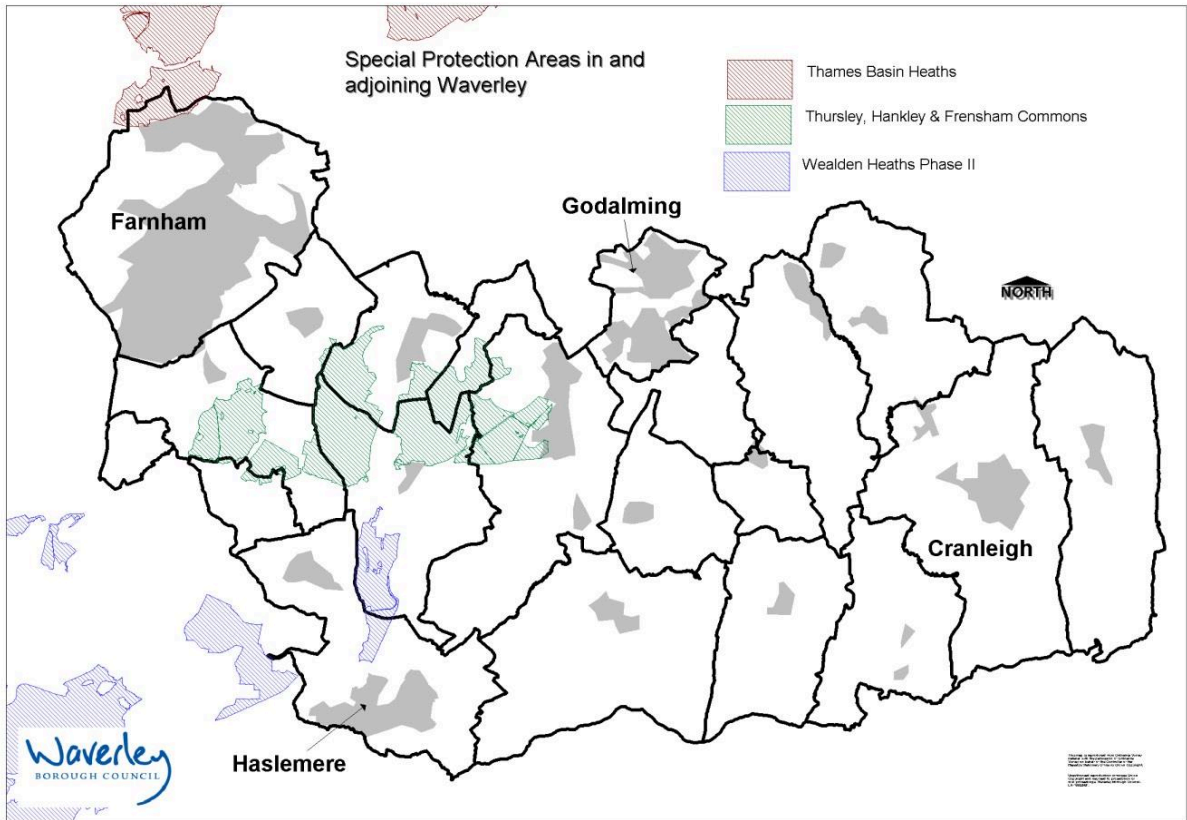 Special Protection Areas in and
adjoining Waverley
Thames Basin Heaths
Thursley, Hankley & Frensham Commons
Wealden Heaths Phase II
Farnham
Godalming
NORTH
Cranleigh
Haslemere
Waverley
BOROUGH COUNCIL